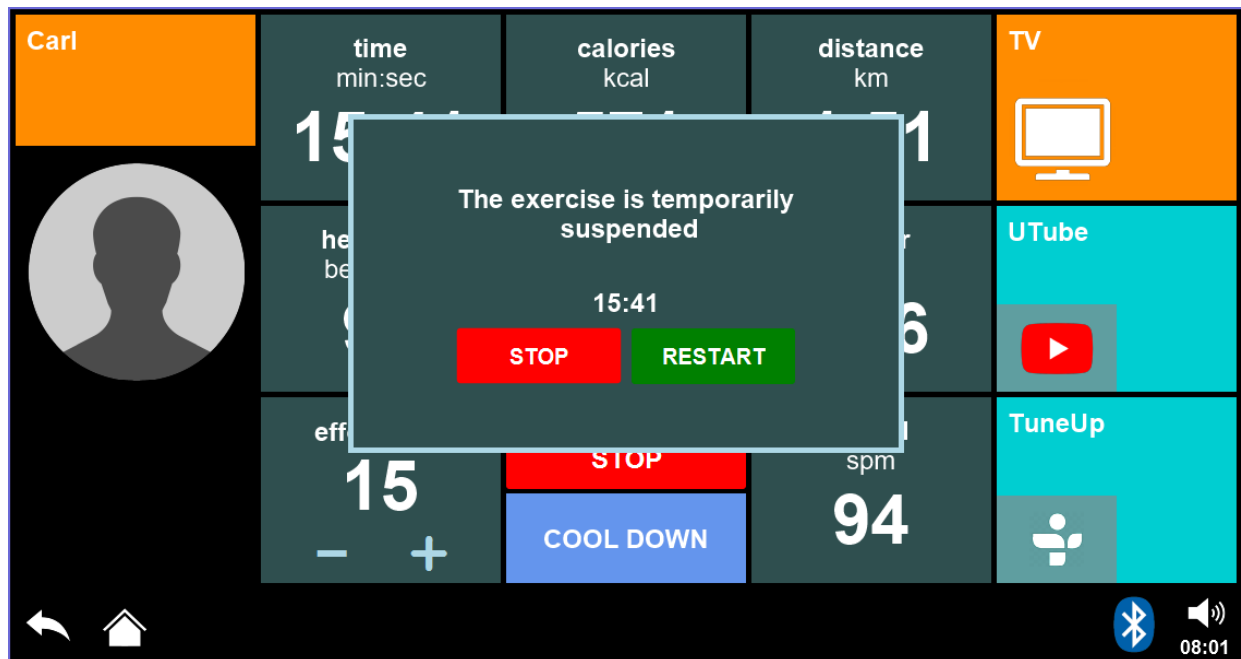 Carl
time
min:sec
calories
kcal
distance
km
TV
The exercise is temporarily
suspended
15:41
STOP
RESTART
UTube
15
− +
STOP
COOL DOWN
spm
94
TuneUp
08:01